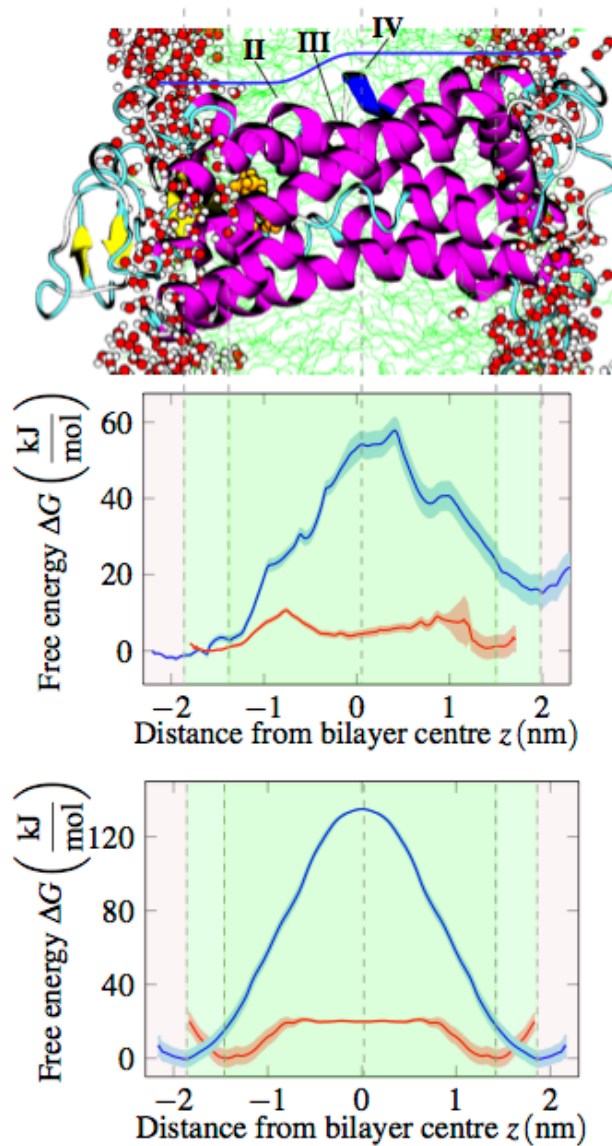 II III IV
Free energy ΔG (kJ/mol)
60
40
20
0
−2 −1 0 1 2
Distance from bilayer centre z (nm)
Free energy ΔG (kJ/mol)
120
80
40
0
−2 −1 0 1 2
Distance from bilayer centre z (nm)